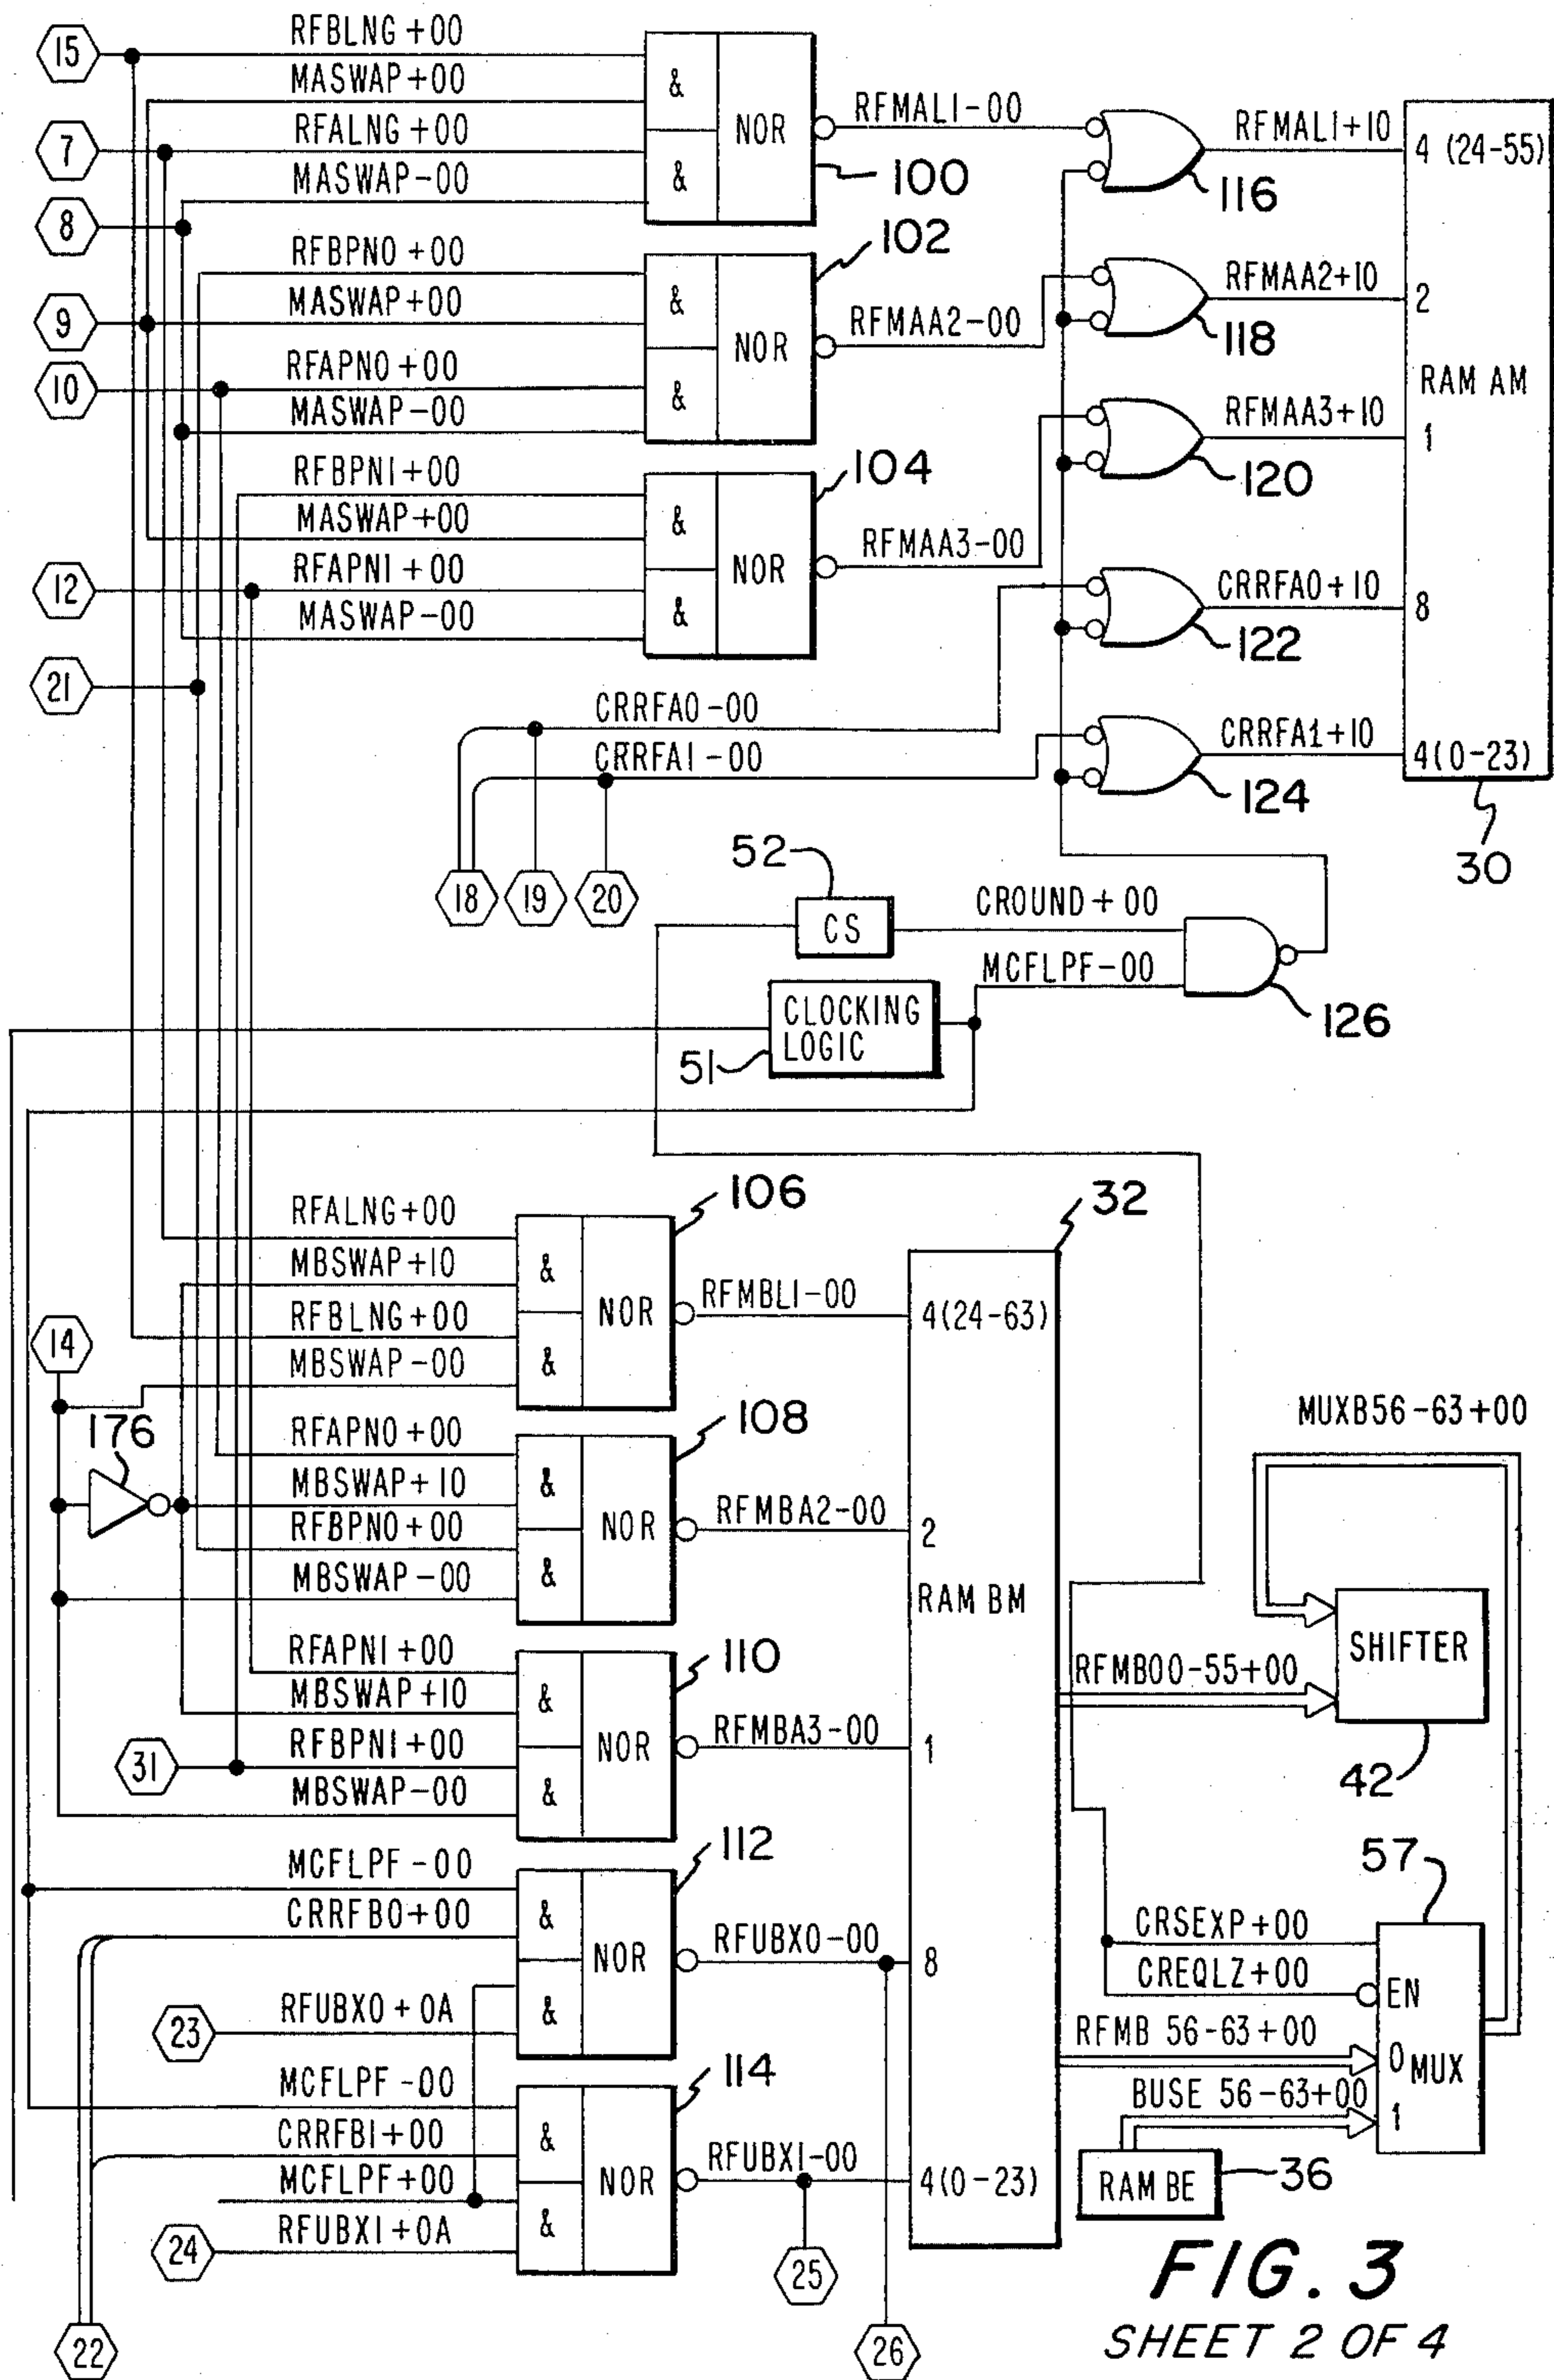 15
RFBLNG+00
MASWAP+00
7
RFALNG+00
MASWAP-00
8
&
&
NOR
100
RFMAL1-00
116
RFMAL1+10
4 (24-55)
RFBPN0+00
MASWAP+00
9
RFAPN0+00
10
MASWAP-00
&
&
NOR
102
RFMAA2-00
118
RFMAA2+10
2
RAM AM
RFBPN1+00
MASWAP+00
12
RFAPN1+00
MASWAP-00
&
&
NOR
104
RFMAA3-00
120
RFMAA3+10
1
21
CRRFA0-00
122
CRRFA0+10
8
CRRFA1-00
124
CRRFA1+10
4(0-23)
30
18
19
20
52
CS
CROUND+00
MCFLPF-00
126
CLOCKING
LOGIC
51
RFALNG+00
MBSWAP+10
RFBLNG+00
MBSWAP-00
14
&
&
NOR
106
RFMBL1-00
32
4(24-63)
176
RFAPN0+00
MBSWAP+10
RFBPN0+00
MBSWAP-00
&
&
NOR
108
RFMBA2-00
2
RAM BM
MUXB56-63+00
SHIFTER
42
RFMB00-55+00
RFAPN1+00
MBSWAP+10
RFBPN1+00
31
MBSWAP-00
&
&
NOR
110
RFMBA3-00
1
MCFLPF-00
CRRFB0+00
23
RFUBX0+0A
&
&
NOR
112
RFUBX0-00
8
57
CRSEXP+00
CREQLZ+00
EN
RFMB 56-63+00
0
MUX
BUSE 56-63+00
1
RAM BE
36
MCFLPF-00
CRRFB1+00
MCFLPF+00
24
RFUBX1+0A
&
&
NOR
114
RFUBX1-00
4(0-23)
25
22
26
FIG. 3
SHEET 2 OF 4